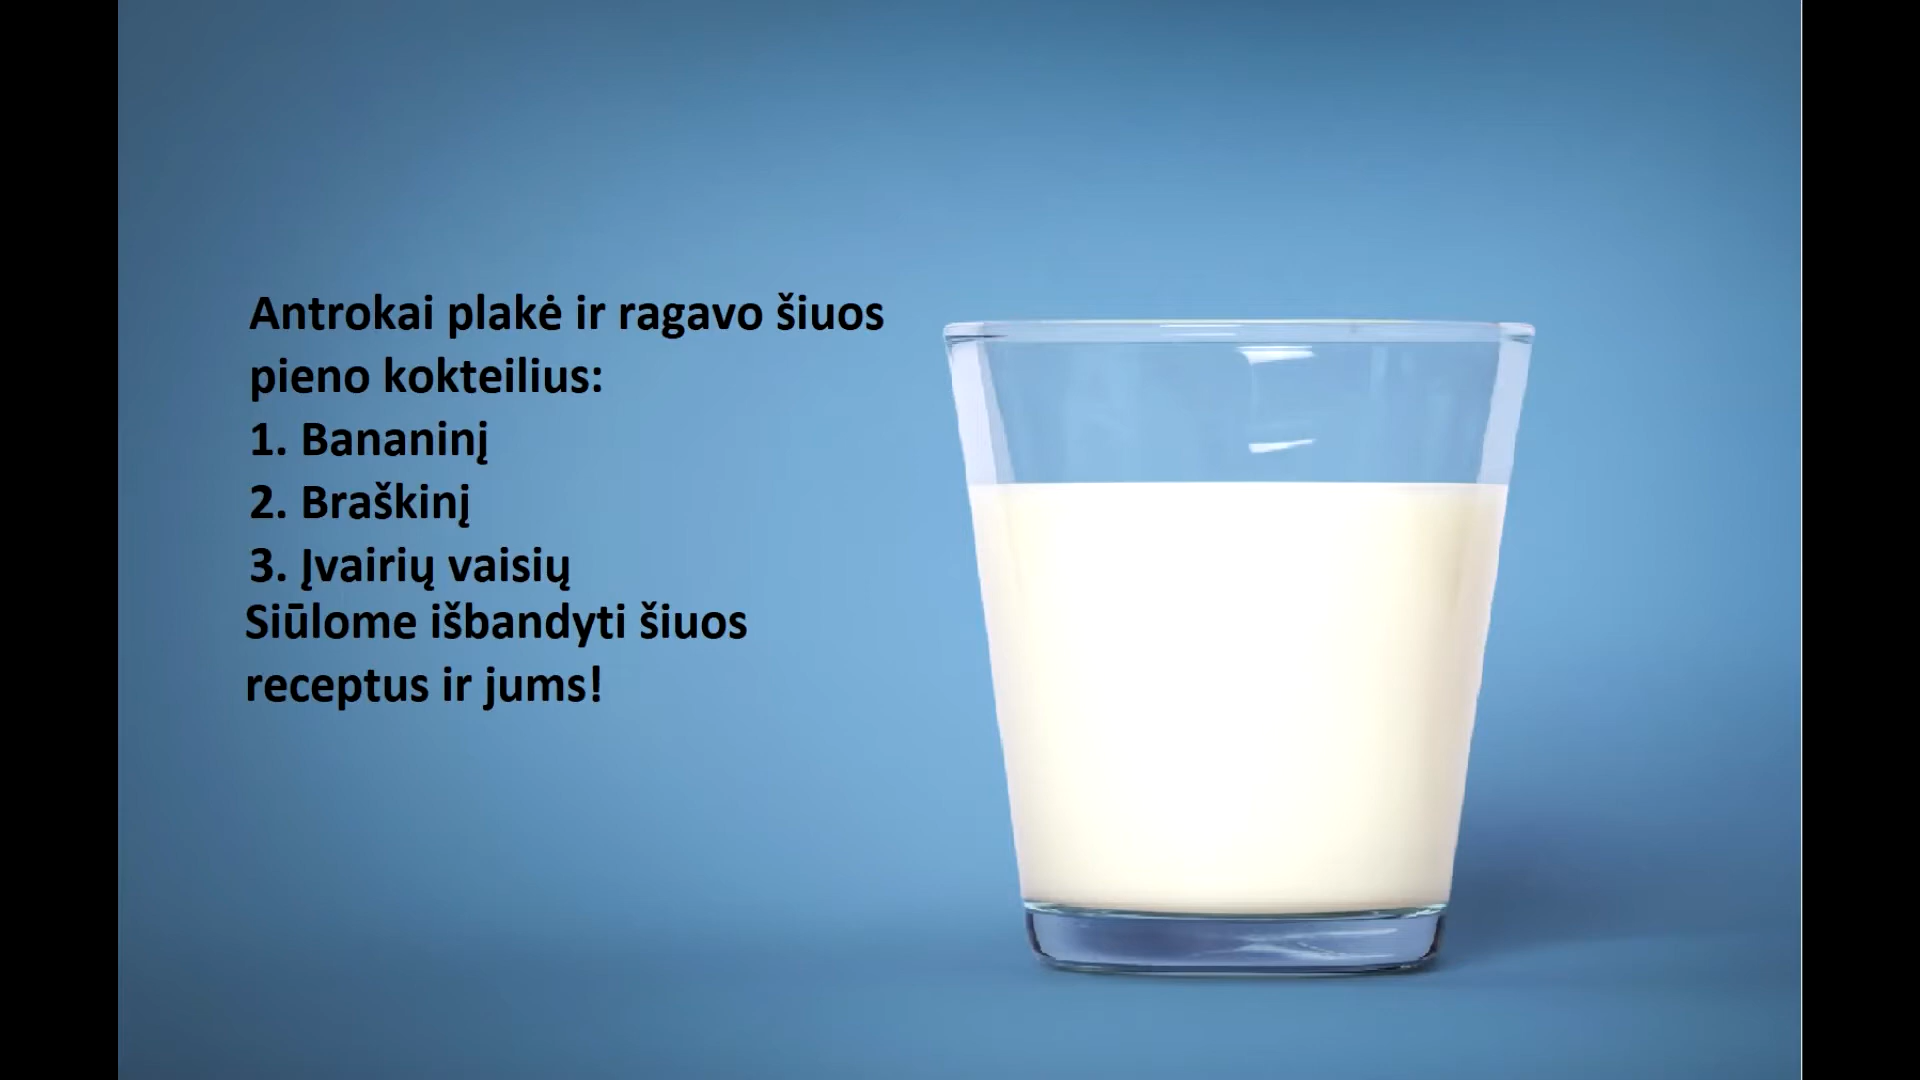 Antrokai plakė ir ragavo šiuos
pieno kokteilius:
1. Bananinį
2. Braškinį
3. Įvairių vaisių
Siūlome išbandyti šiuos
receptus ir jums!